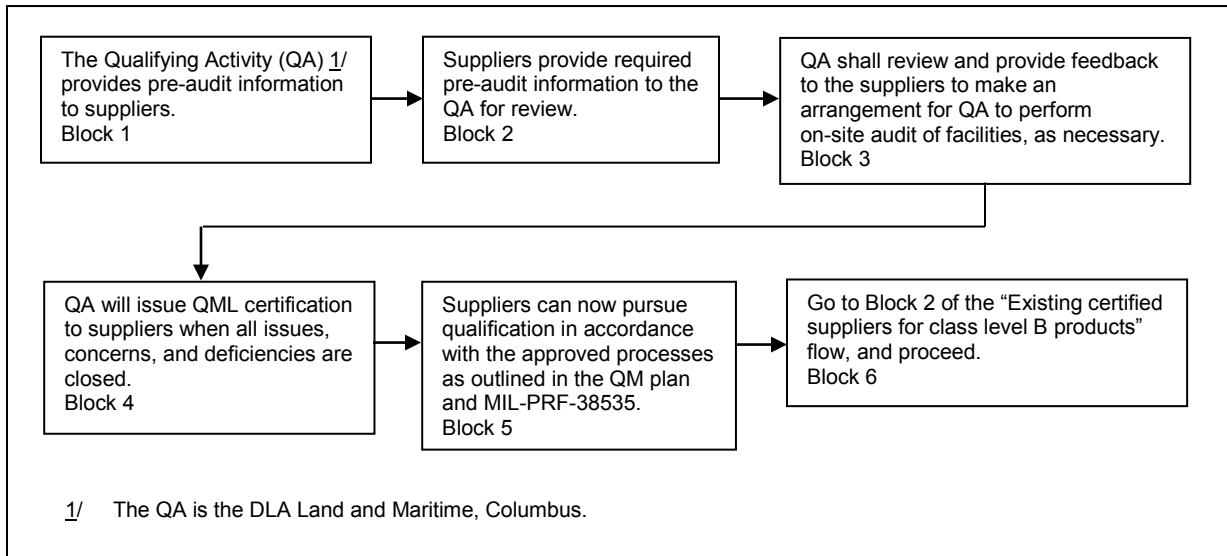 The Qualifying Activity (QA) 1/
provides pre-audit information
to suppliers.
Block 1
Suppliers provide required
pre-audit information to the
QA for review.
Block 2
QA shall review and provide feedback
to the suppliers to make an
arrangement for QA to perform
on-site audit of facilities, as necessary.
Block 3
QA will issue QML certification
to suppliers when all issues,
concerns, and deficiencies are
closed.
Block 4
Suppliers can now pursue
qualification in accordance
with the approved processes
as outlined in the QM plan
and MIL-PRF-38535.
Block 5
Go to Block 2 of the “Existing certified
suppliers for class level B products”
flow, and proceed.
Block 6
1/ The QA is the DLA Land and Maritime, Columbus.